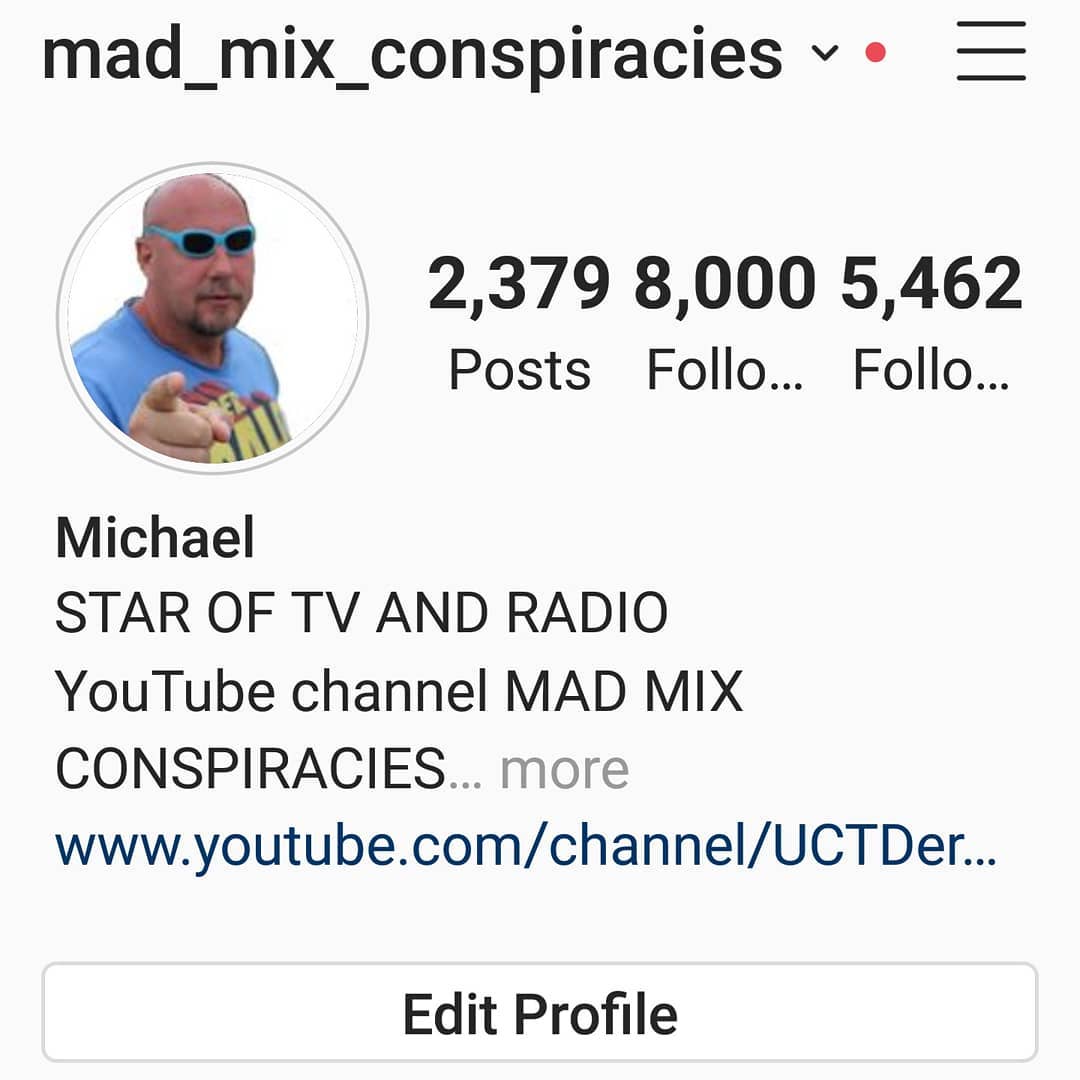 mad_mix_conspiracies
2,379 8,000 5,462
Posts Follo... Follo...
Michael
STAR OF TV AND RADIO
YouTube channel MAD MIX
CONSPIRACIES... more
www.youtube.com/channel/UCTDer...
Edit Profile